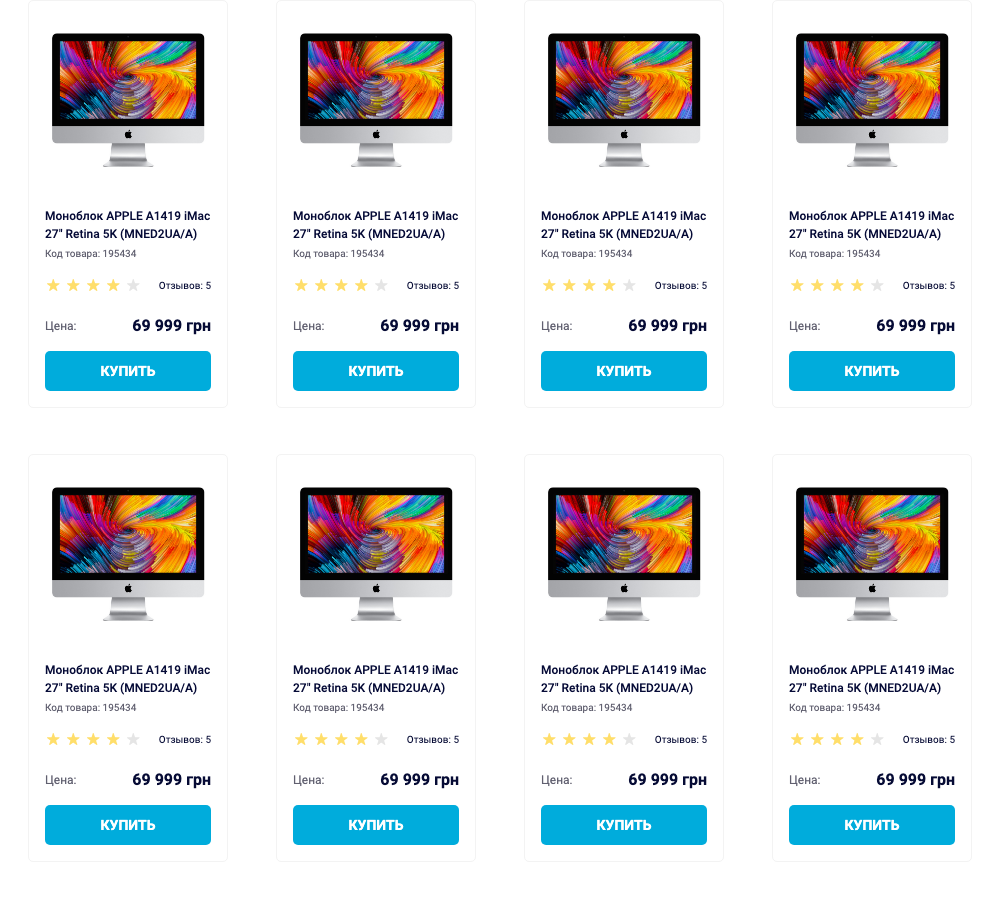 Моноблок APPLE A1419 iMac
27" Retina 5K (MNED2UA/A)
Код товара: 195434
Отзывов: 5
Цена: 69 999 грн
КУПИТЬ
Моноблок APPLE A1419 iMac
27" Retina 5K (MNED2UA/A)
Код товара: 195434
Отзывов: 5
Цена: 69 999 грн
КУПИТЬ
Моноблок APPLE A1419 iMac
27" Retina 5K (MNED2UA/A)
Код товара: 195434
Отзывов: 5
Цена: 69 999 грн
КУПИТЬ
Моноблок APPLE A1419 iMac
27" Retina 5K (MNED2UA/A)
Код товара: 195434
Отзывов: 5
Цена: 69 999 грн
КУПИТЬ
Моноблок APPLE A1419 iMac
27" Retina 5K (MNED2UA/A)
Код товара: 195434
Отзывов: 5
Цена: 69 999 грн
КУПИТЬ
Моноблок APPLE A1419 iMac
27" Retina 5K (MNED2UA/A)
Код товара: 195434
Отзывов: 5
Цена: 69 999 грн
КУПИТЬ
Моноблок APPLE A1419 iMac
27" Retina 5K (MNED2UA/A)
Код товара: 195434
Отзывов: 5
Цена: 69 999 грн
КУПИТЬ
Моноблок APPLE A1419 iMac
27" Retina 5K (MNED2UA/A)
Код товара: 195434
Отзывов: 5
Цена: 69 999 грн
КУПИТЬ